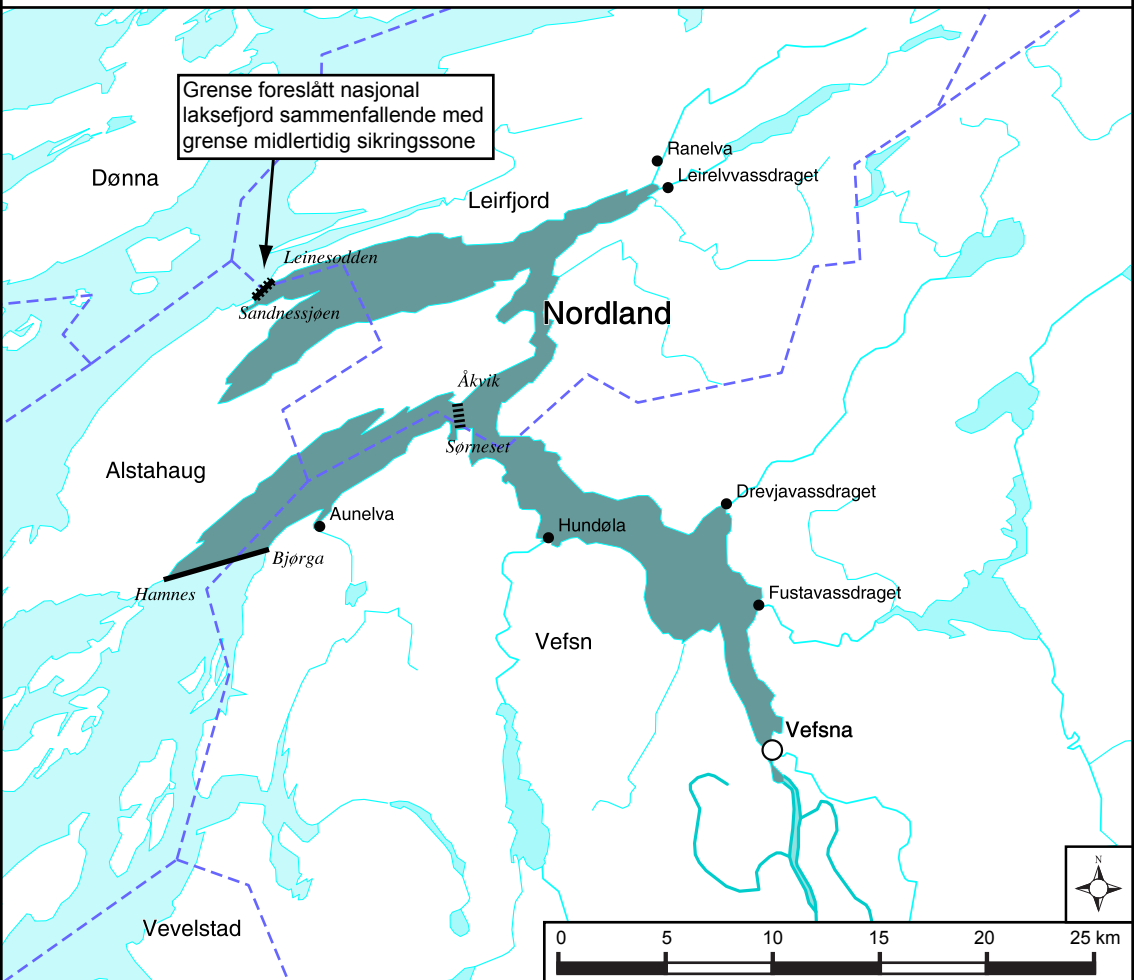 Grense foreslått nasjonal
laksefjord sammenfallende med
grense midlertidig sikringssone
Ranelva
Dønna
Leirelvvassdraget
Leirfjord
Leinesodden
Sandnessjøen
Nordland
Åkvik
Sørneset
Alstahaug
Drevjavassdraget
Aunelva
Hundøla
Bjørga
Hamnes
Fustavassdraget
Vefsn
Vefsna
N
Vevelstad
0 5 10 15 20 25 km